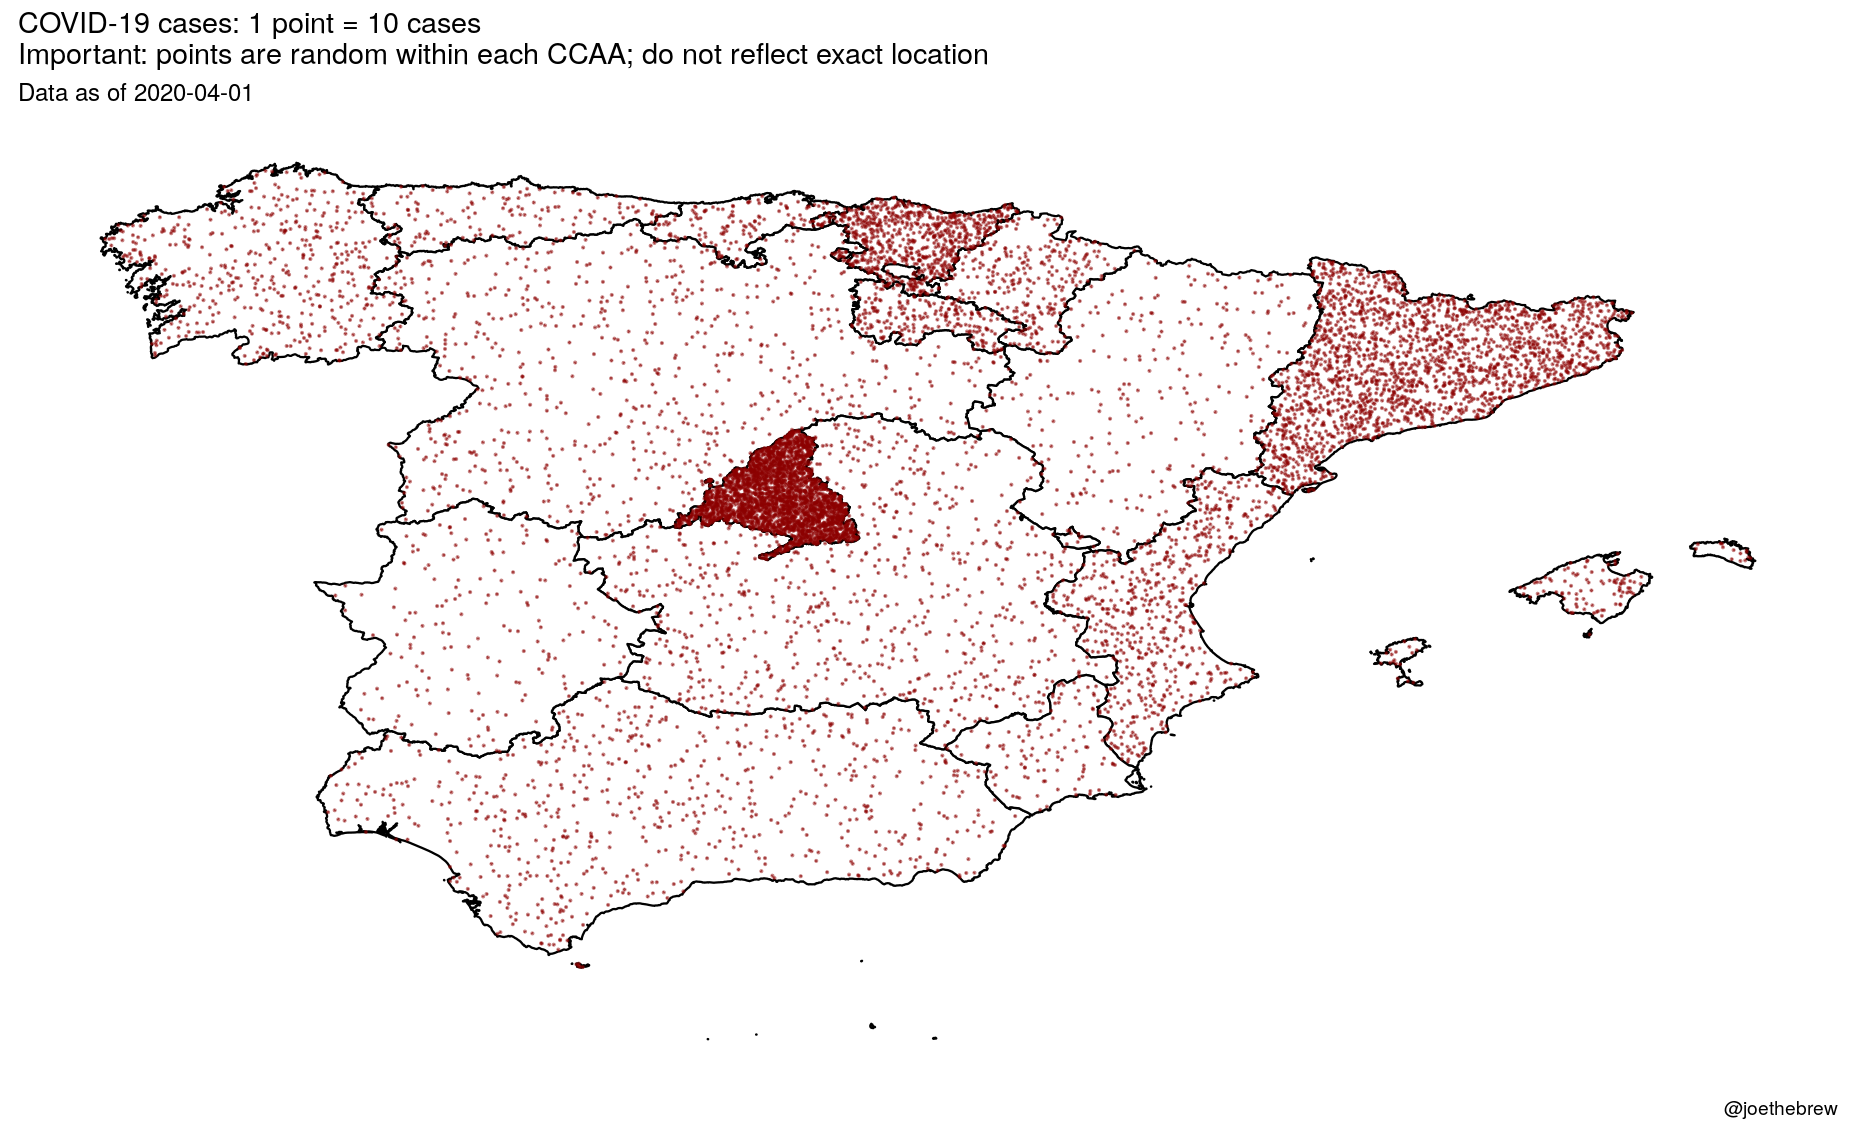 COVID-19 cases: 1 point = 10 cases
Important: points are random within each CCAA; do not reflect exact location
Data as of 2020-04-01
@joethebrew